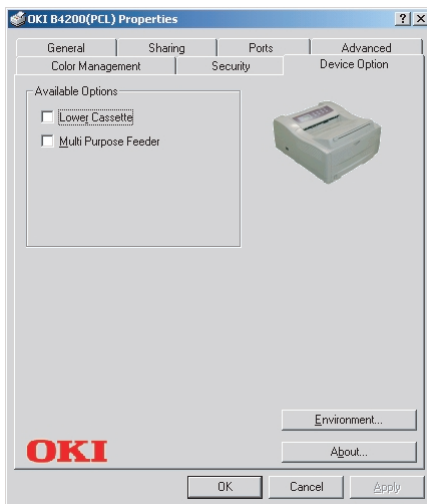 OKI B4200(PCL) Properties
General Sharing Ports Advanced
Color Management Security Device Option
Available Options
Lower Cassette
Multi Purpose Feeder
Environment...
OKI
About...
OK Cancel Apply